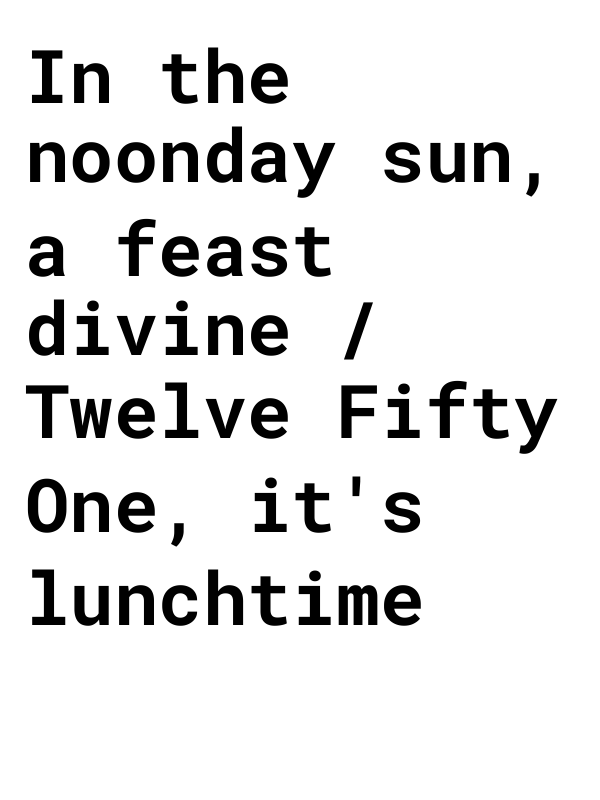 In the
noonday sun,
a feast
divine /
Twelve Fifty
One, it's
lunchtime